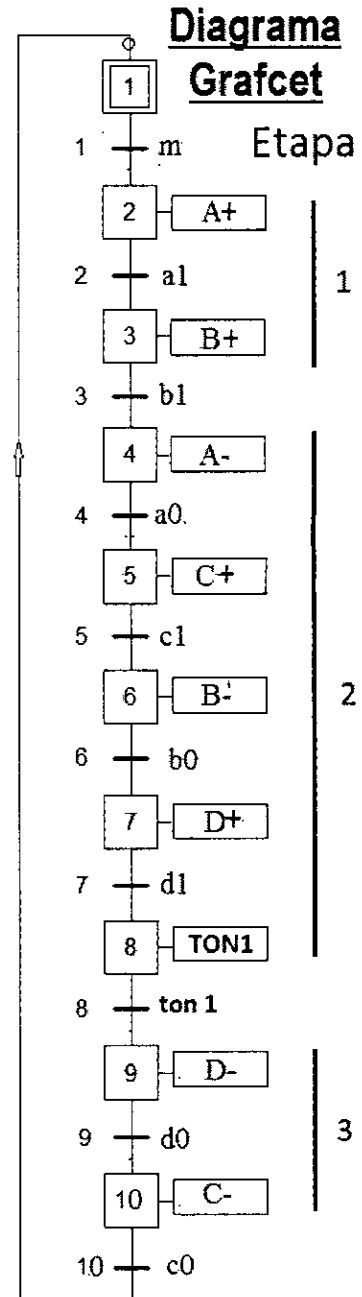 Diagrama
Grafcet
Etapa
1
1 m
2 A+
2 a1
1
3 B+
3 b1
4 A-
4 a0.
5 C+
5 c1
2
6 B-
6 b0
7 D+
7 d1
8 TON1
8 ton 1
9 D-
9 d0
3
10 C-
10 c0